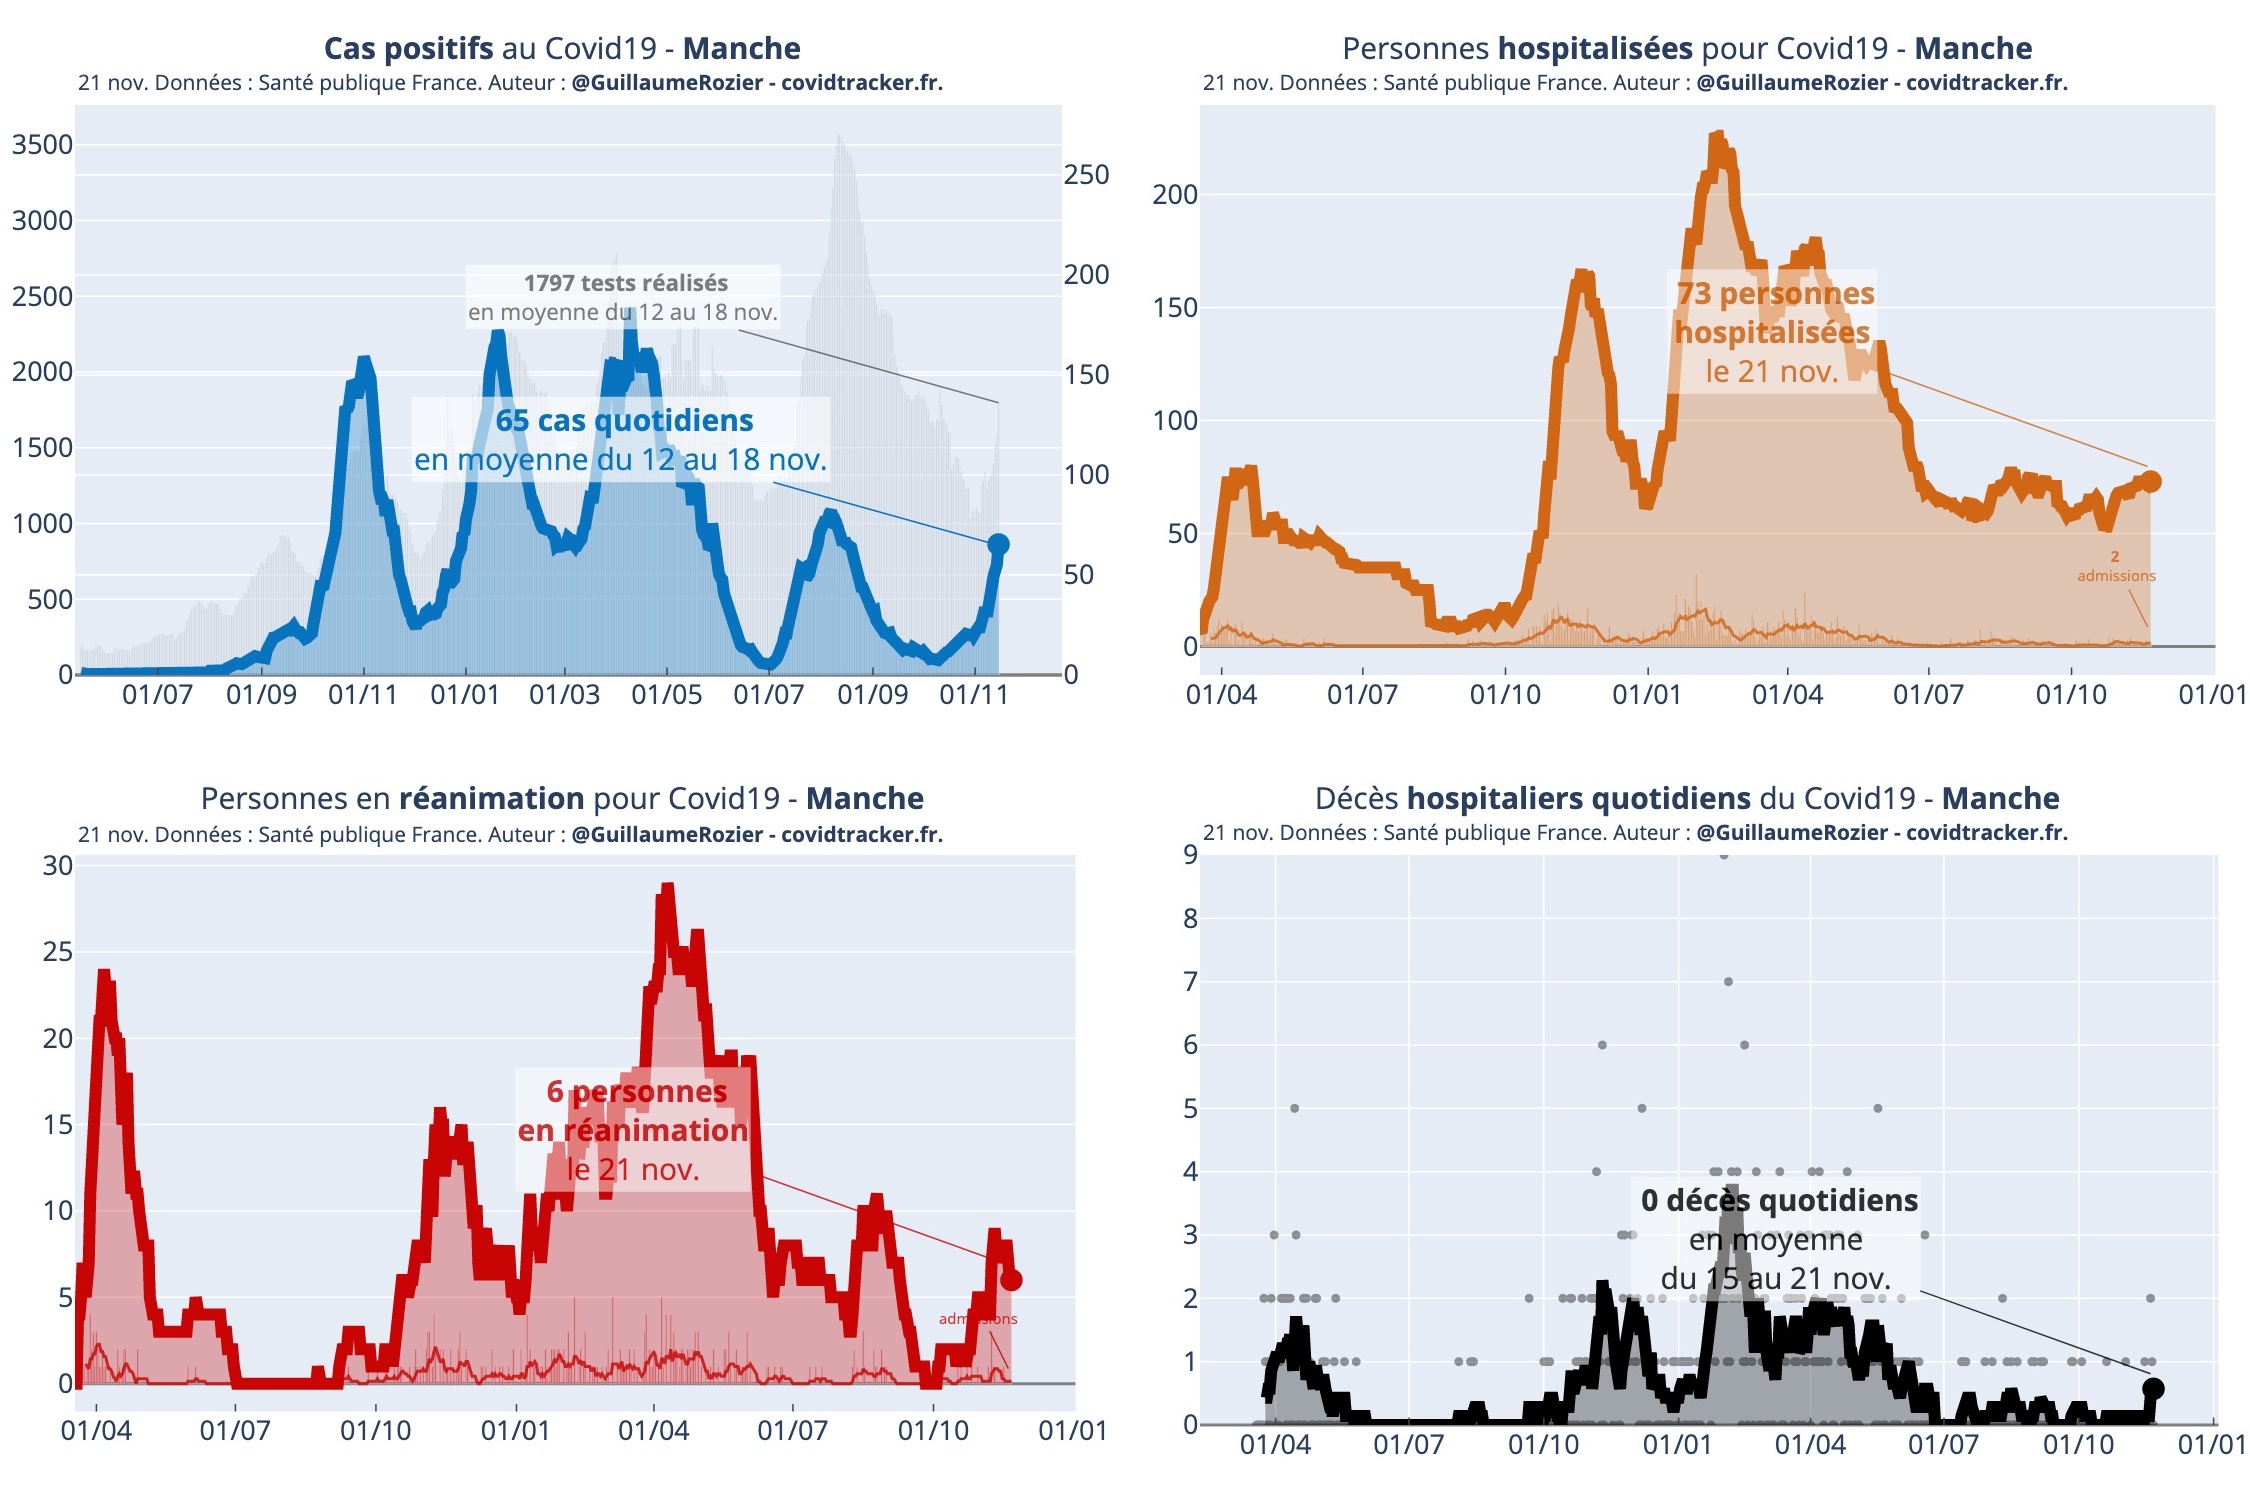 Cas positifs au Covid19 - Manche
21 nov. Données : Santé publique France. Auteur : @GuillaumeRozier - covidtracker.fr.
3500
3000
2500
2000
1500
1000
500
0
250
200
150
100
50
0
1797 tests réalisés
en moyenne du 12 au 18 nov.
65 cas quotidiens
en moyenne du 12 au 18 nov.
01/07 01/09 01/11 01/01 01/03 01/05 01/07 01/09 01/11
Personnes hospitalisées pour Covid19 - Manche
21 nov. Données : Santé publique France. Auteur : @GuillaumeRozier - covidtracker.fr.
200
150
100
50
0
73 personnes
hospitalisées
le 21 nov.
2
admissions
01/04 01/07 01/10 01/01 01/04 01/07 01/10 01/01
Personnes en réanimation pour Covid19 - Manche
21 nov. Données : Santé publique France. Auteur : @GuillaumeRozier - covidtracker.fr.
30
25
20
15
10
5
0
6 personnes
en réanimation
le 21 nov.
admissions
01/04 01/07 01/10 01/01 01/04 01/07 01/10 01/01
Décès hospitaliers quotidiens du Covid19 - Manche
21 nov. Données : Santé publique France. Auteur : @GuillaumeRozier - covidtracker.fr.
9
8
7
6
5
4
3
2
1
0
0 décès quotidiens
en moyenne
du 15 au 21 nov.
01/04 01/07 01/10 01/01 01/04 01/07 01/10 01/01